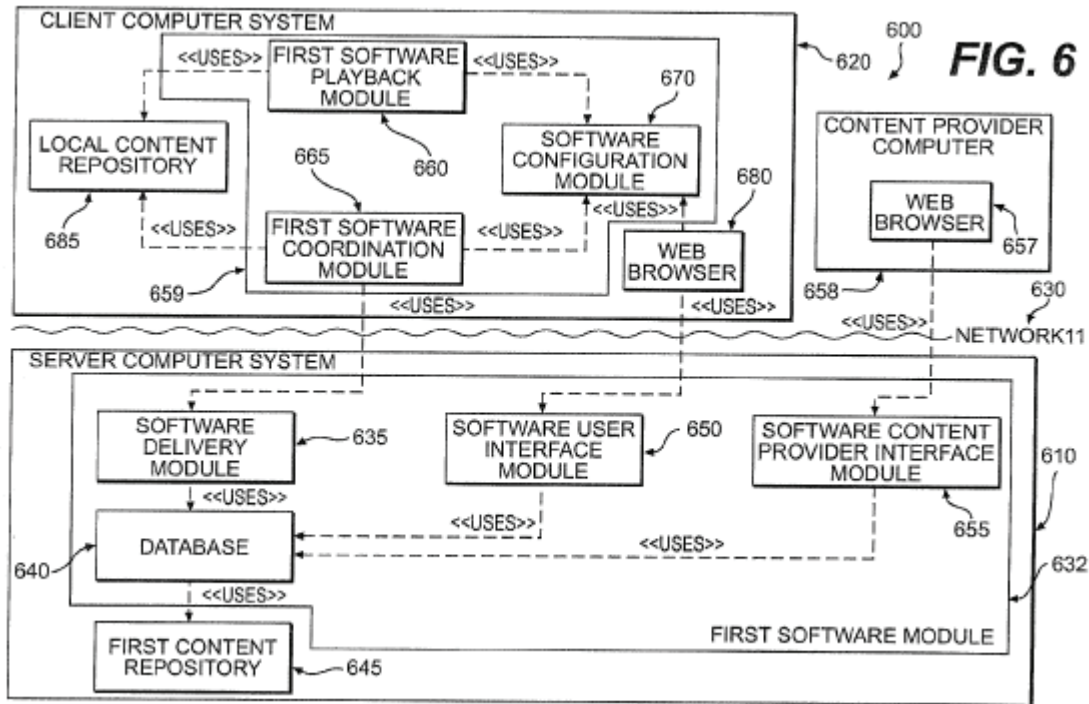 CLIENT COMPUTER SYSTEM
620
600
FIG. 6
<<USES>>
FIRST SOFTWARE
PLAYBACK
MODULE
<<USES>>
670
660
LOCAL CONTENT
REPOSITORY
SOFTWARE
CONFIGURATION
MODULE
CONTENT PROVIDER
COMPUTER
665
680
685
<<USES>>
WEB
BROWSER
657
<<USES>>
FIRST SOFTWARE
COORDINATION
MODULE
<<USES>>
WEB
BROWSER
659
658
<<USES>>
<<USES>>
630
<<USES>>
NETWORK11
SERVER COMPUTER SYSTEM
SOFTWARE
DELIVERY
MODULE
635
SOFTWARE USER
INTERFACE
MODULE
650
SOFTWARE CONTENT
PROVIDER INTERFACE
MODULE
610
<<USES>>
<<USES>>
655
DATABASE
<<USES>>
640
632
<<USES>>
FIRST CONTENT
REPOSITORY
645
FIRST SOFTWARE MODULE